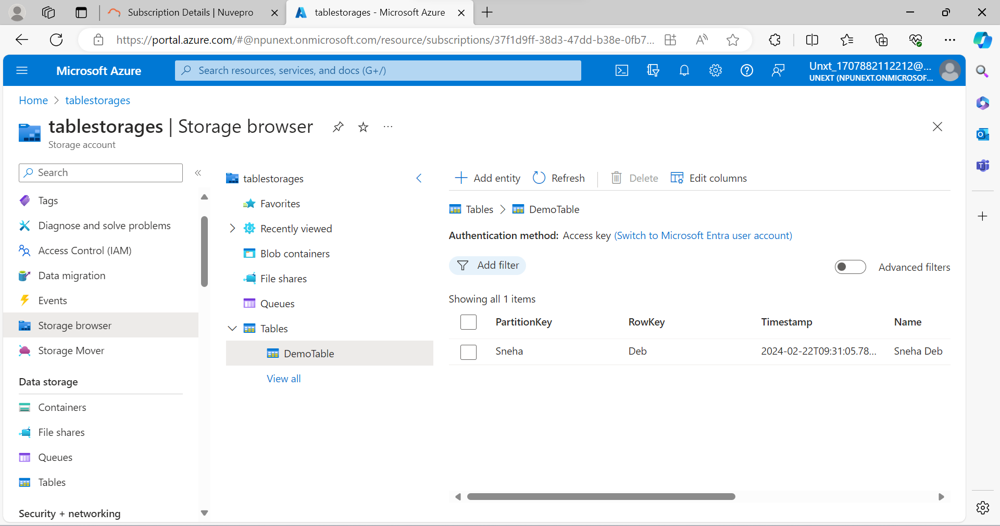 Subscription Details | Nuvepro
tablestorages - Microsoft Azure
https://portal.azure.com/#@npunext.onmicrosoft.com/resource/subscriptions/37f1d9ff-38d3-47dd-b38e-0fb7...
Microsoft Azure
Search resources, services, and docs (G+/)
Unxt_1707882112212@...
UNEXT (NPUNEXT.ONMICROSOF...
Home > tablestorages
tablestorages | Storage browser
Storage account
Search
Tags
Diagnose and solve problems
Access Control (IAM)
Data migration
Events
Storage browser
Storage Mover
Data storage
Containers
File shares
Queues
Tables
Security + networking
tablestorages
Favorites
Recently viewed
Blob containers
File shares
Queues
Tables
DemoTable
View all
Add entity Refresh Delete Edit columns
Tables > DemoTable
Authentication method: Access key (Switch to Microsoft Entra user account)
Add filter
Advanced filters
Showing all 1 items
PartitionKey RowKey Timestamp Name
Sneha Deb 2024-02-22T09:31:05.78... Sneha Deb